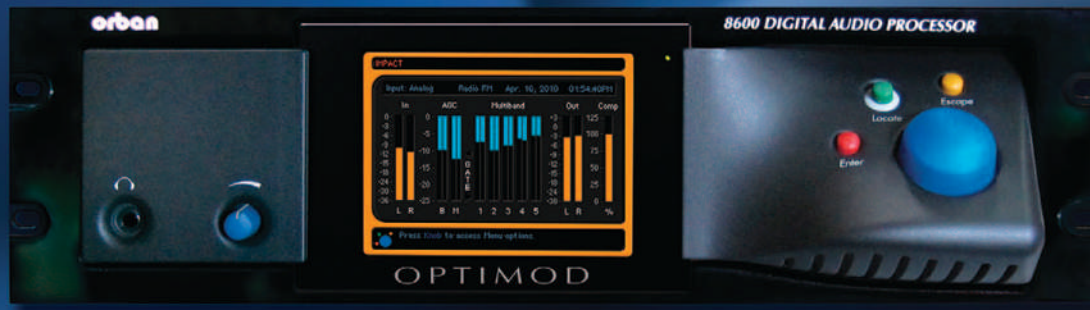 orban
8600 DIGITAL AUDIO PROCESSOR
IMPACT
Input: Analog Radio FM Apr. 10, 2010 01:54:40PM
In AGC Multiband Out Comp
GATE
L R B M 1 2 3 4 5 L R %
Press Knob to access Menu options
Escape
Locate
Enter
OPTIMOD